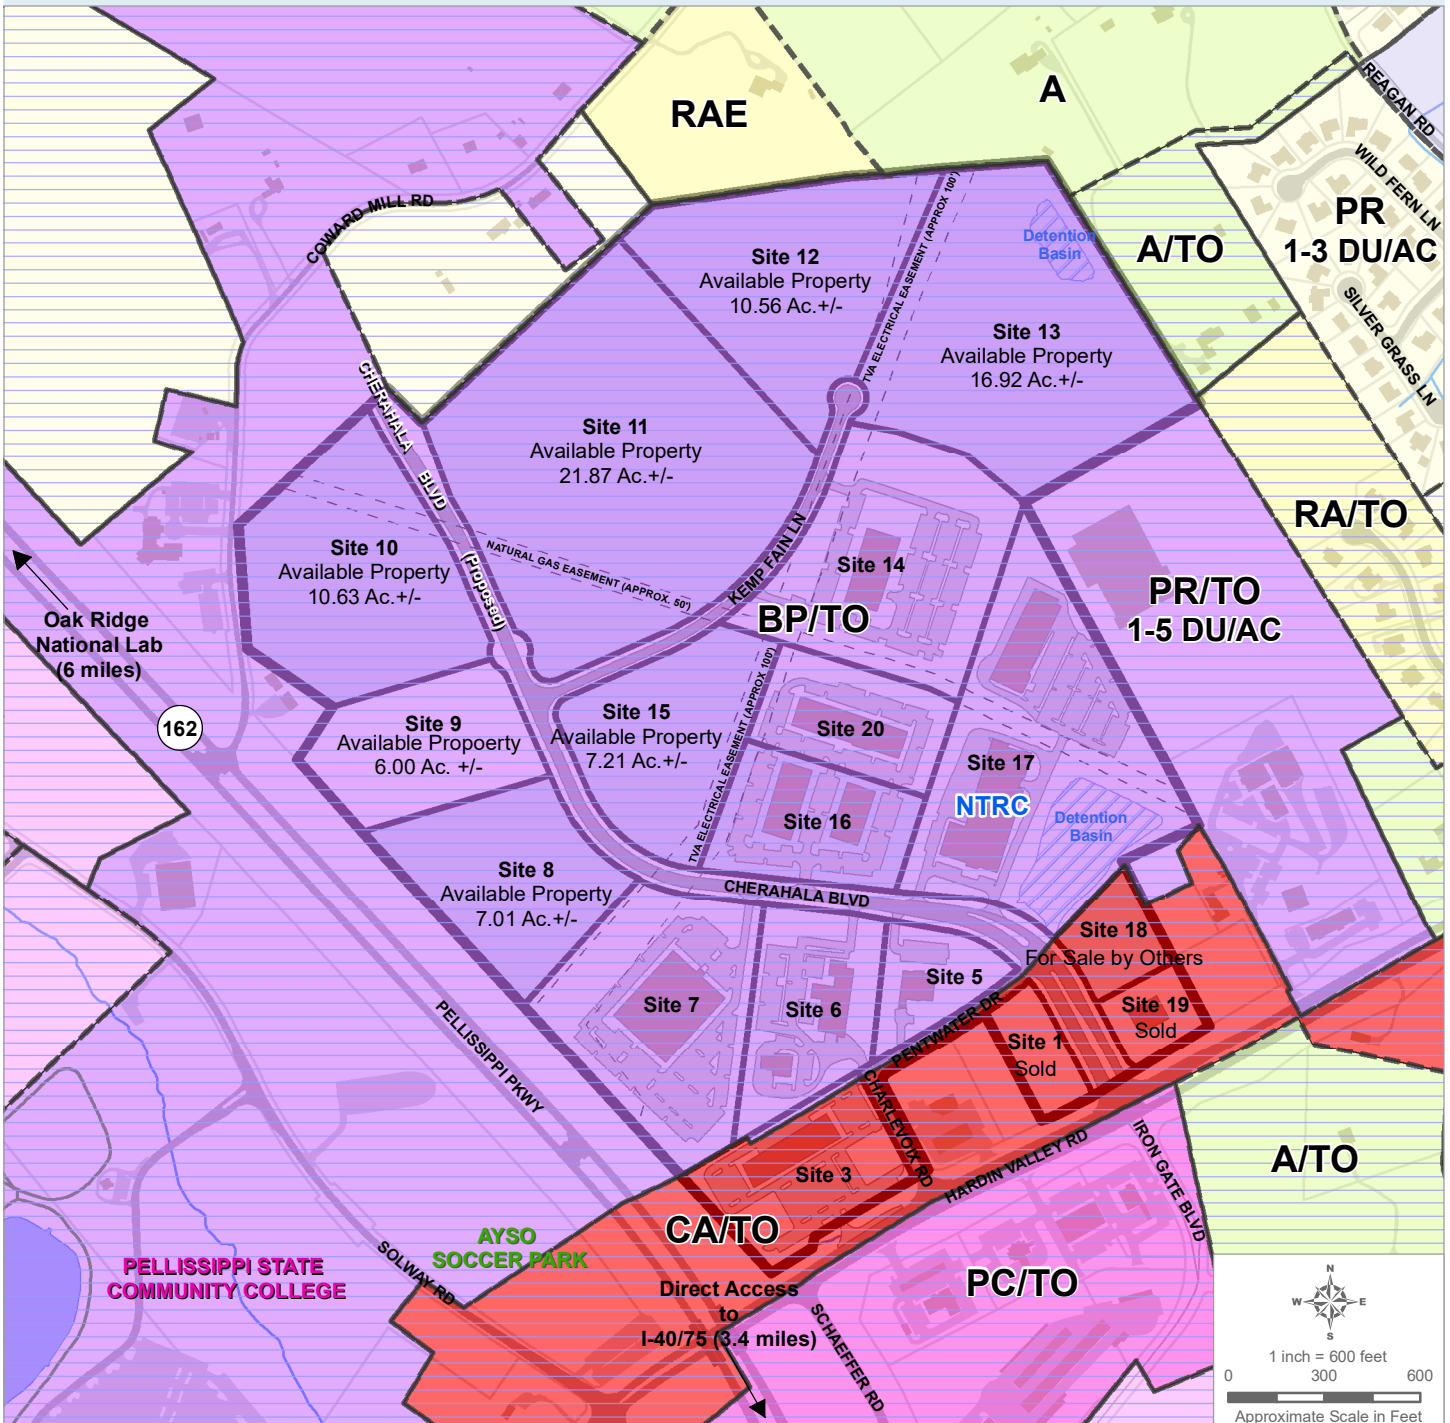 RAE
A
REAGAN RD
WILD FERN LN
PR
1-3 DU/AC
A/TO
SILVER GRASS LN
COWARD MILL RD
Detention
Basin
TVA ELECTRICAL EASEMENT (APPROX 100')
Site 12
Available Property
10.56 Ac.+/-
Site 13
Available Property
16.92 Ac.+/-
CHERAHALA BLVD
(Proposed)
Site 11
Available Property
21.87 Ac.+/-
RA/TO
Site 10
Available Property
10.63 Ac.+/-
NATURAL GAS EASEMENT (APPROX. 50')
KEMP FAIN LN
Site 14
BP/TO
PR/TO
1-5 DU/AC
Oak Ridge
National Lab
(6 miles)
162
Site 9
Available Propoerty
6.00 Ac. +/-
Site 15
Available Property
7.21 Ac.+/-
TVA ELECTRICAL EASEMENT (APPROX 100')
Site 20
Site 17
NTRC
Site 16
Detention
Basin
Site 8
Available Property
7.01 Ac.+/-
CHERAHALA BLVD
Site 18
For Sale by Others
Site 5
Site 7
Site 6
Site 19
Sold
Site 1
Sold
PENTWATER DR
PELLISSIPPI PKWY
CHARLEVOIX RD
HARDIN VALLEY RD
IRON GATE BLVD
A/TO
Site 3
CA/TO
AYSO
SOCCER PARK
SOLWAY RD
PELLISSIPPI STATE
COMMUNITY COLLEGE
Direct Access
to
I-40/75 (3.4 miles)
PC/TO
SCHAEFFER RD
N
W
E
S
1 inch = 600 feet
0 300 600
Approximate Scale in Feet